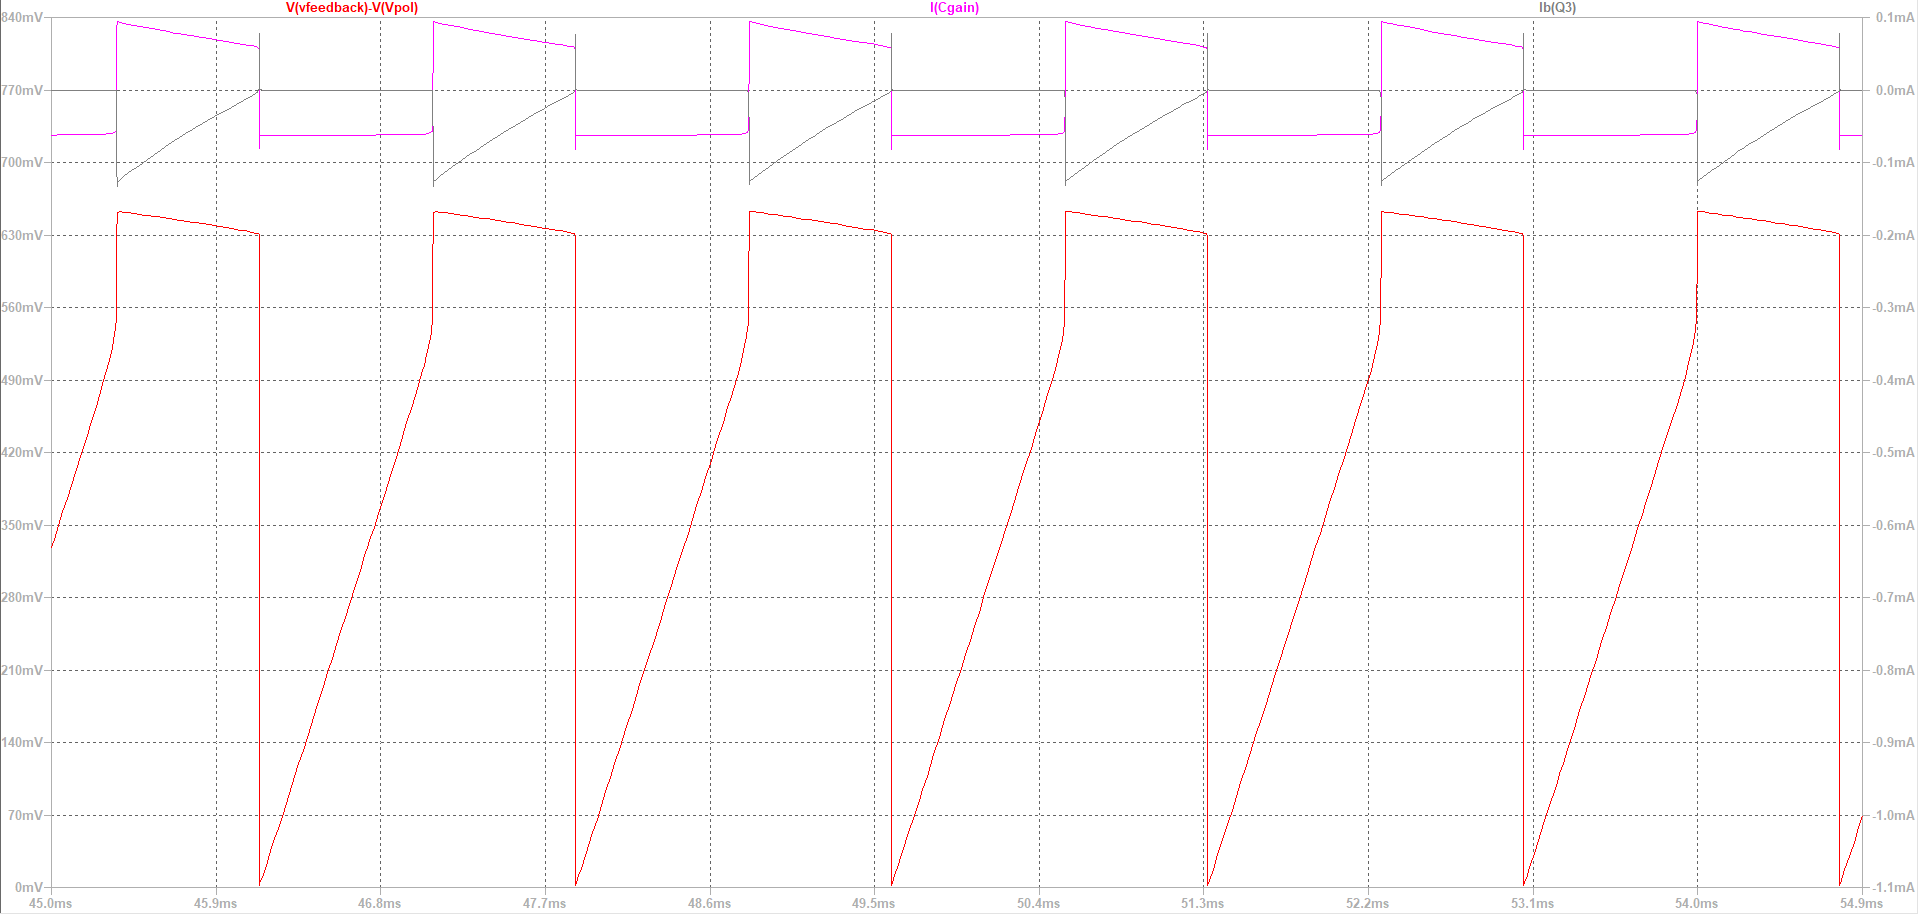 V(vfeedback)-V(Vpol) I(Cgain) Ib(Q3)
840mV 0.1mA
770mV 0.0mA
700mV -0.1mA
630mV -0.2mA
560mV -0.3mA
490mV -0.4mA
420mV -0.5mA
350mV -0.6mA
280mV -0.7mA
210mV -0.8mA
140mV -0.9mA
70mV -1.0mA
0mV -1.1mA
45.0ms 45.9ms 46.8ms 47.7ms 48.6ms 49.5ms 50.4ms 51.3ms 52.2ms 53.1ms 54.0ms 54.9ms